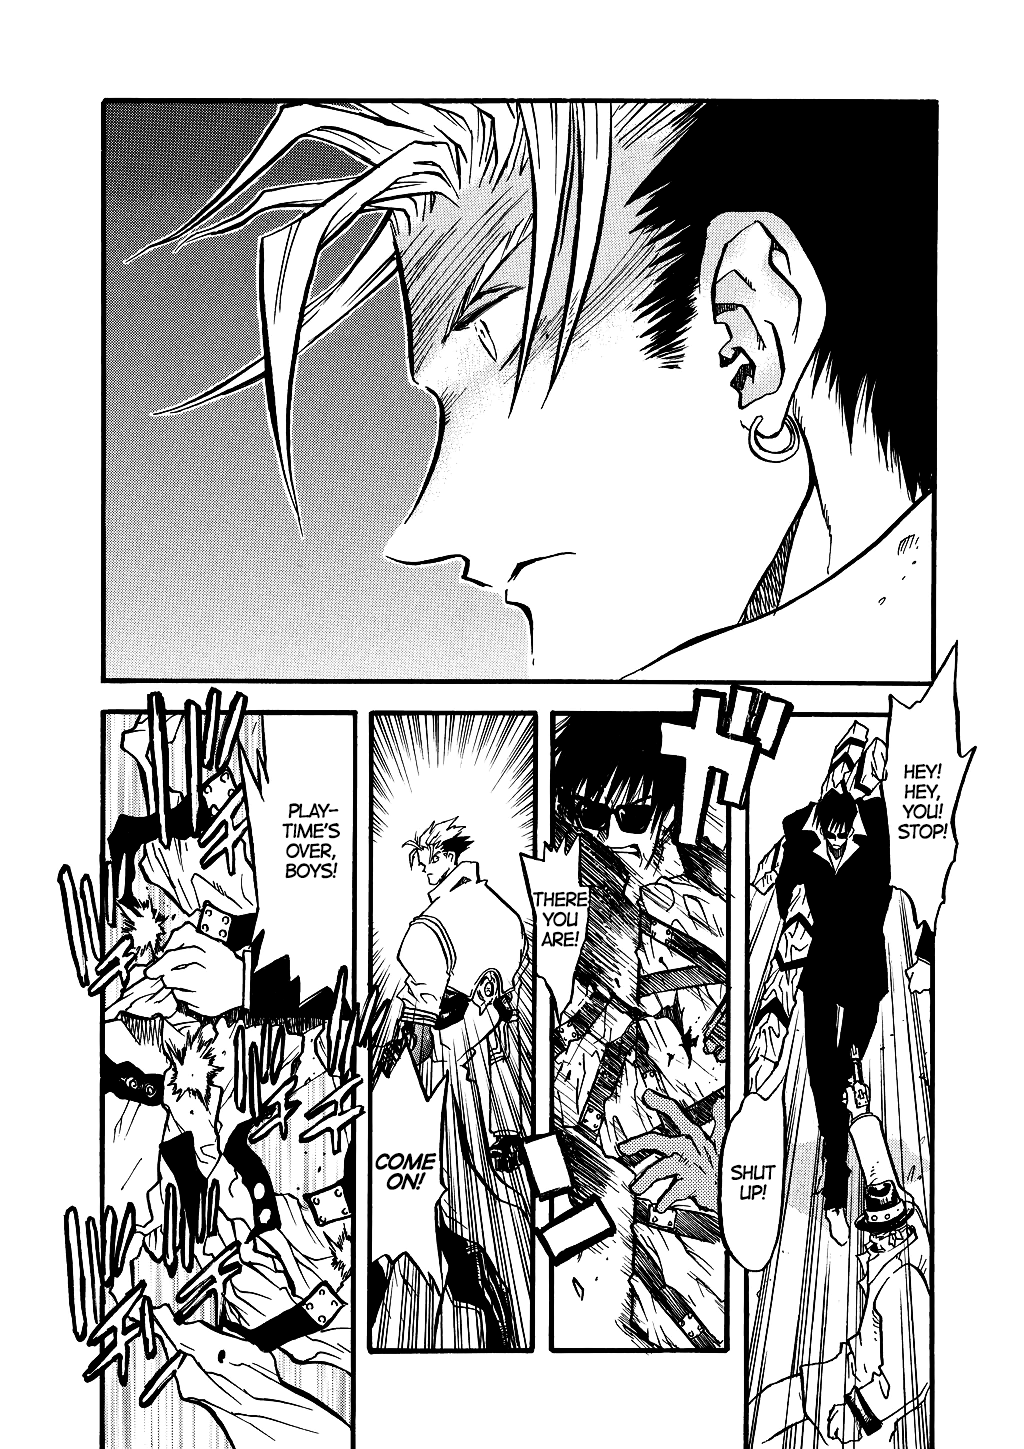 HEY!
HEY,
YOU!
STOP!
SHUT
UP!
THERE
YOU
ARE!
COME
ON!
PLAY-
TIME'S
OVER,
BOYS!